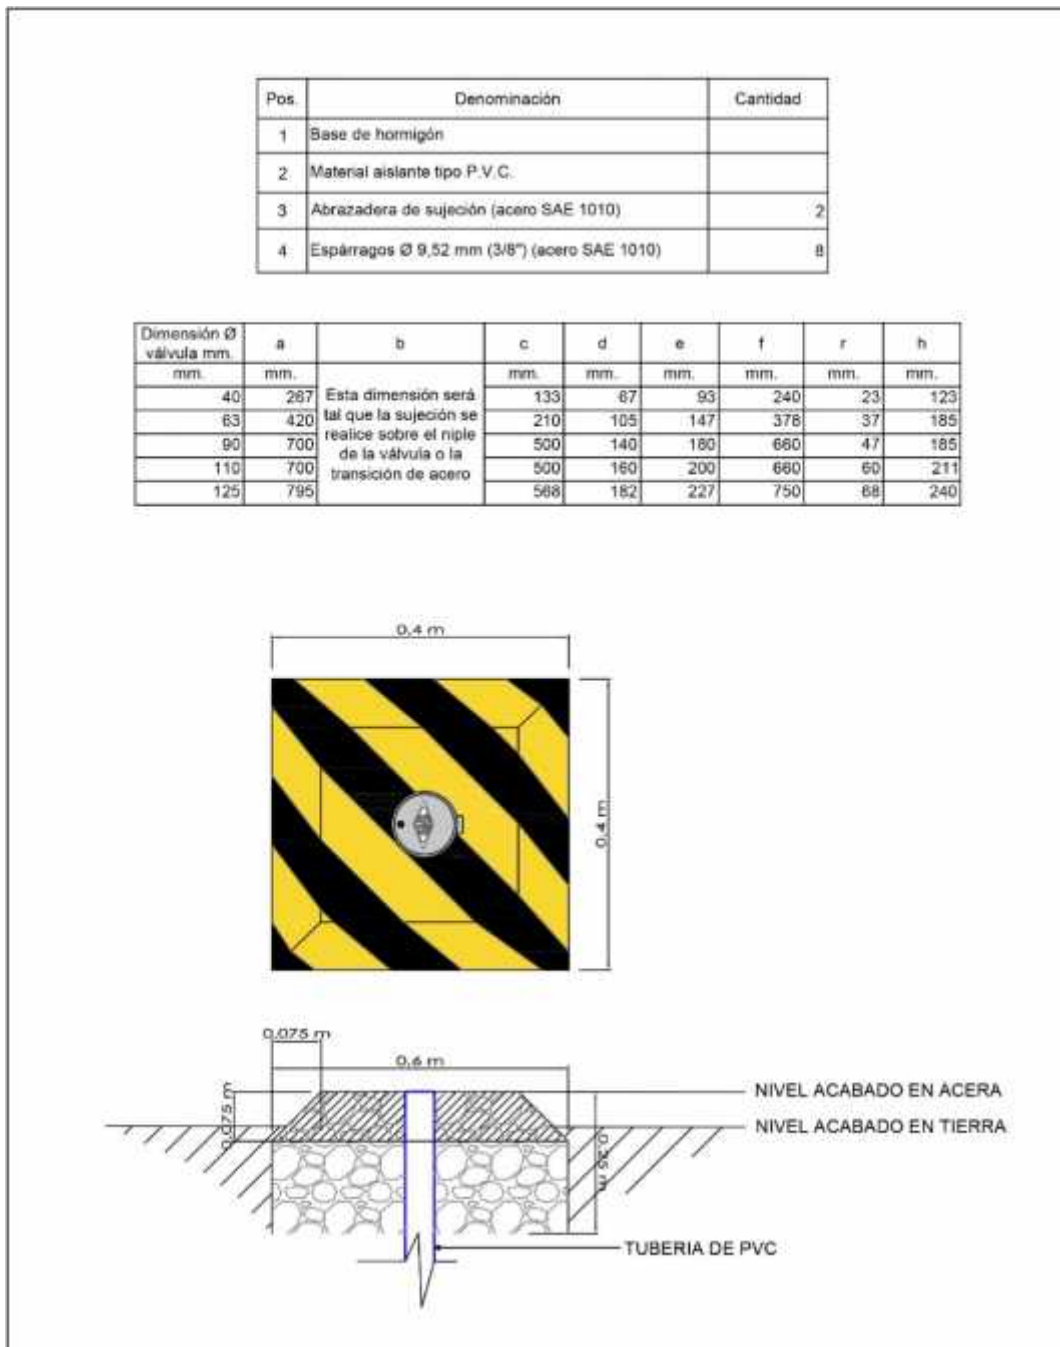 Pos. Denominación Cantidad
1 Base de hormigón
2 Material aislante tipo P.V.C.
3 Abrazadera de sujeción (acero SAE 1010) 2
4 Espárragos Ø 9,52 mm (3/8") (acero SAE 1010) 8
Dimensión Ø
válvula mm.
a b c d e f r h
mm. mm. mm. mm. mm. mm. mm. mm.
Esta dimensión será
tal que la sujeción se
realice sobre el niple
de la válvula o la
transición de acero
40 267 133 67 93 240 23 123
63 420 210 105 147 378 37 185
90 700 500 140 180 660 47 185
110 700 500 160 200 660 60 211
125 795 568 182 227 750 68 240
0,4 m
0,4 m
0,075 m
0,6 m
0,075 m
NIVEL ACABADO EN ACERA
NIVEL ACABADO EN TIERRA
0,25 m
TUBERIA DE PVC